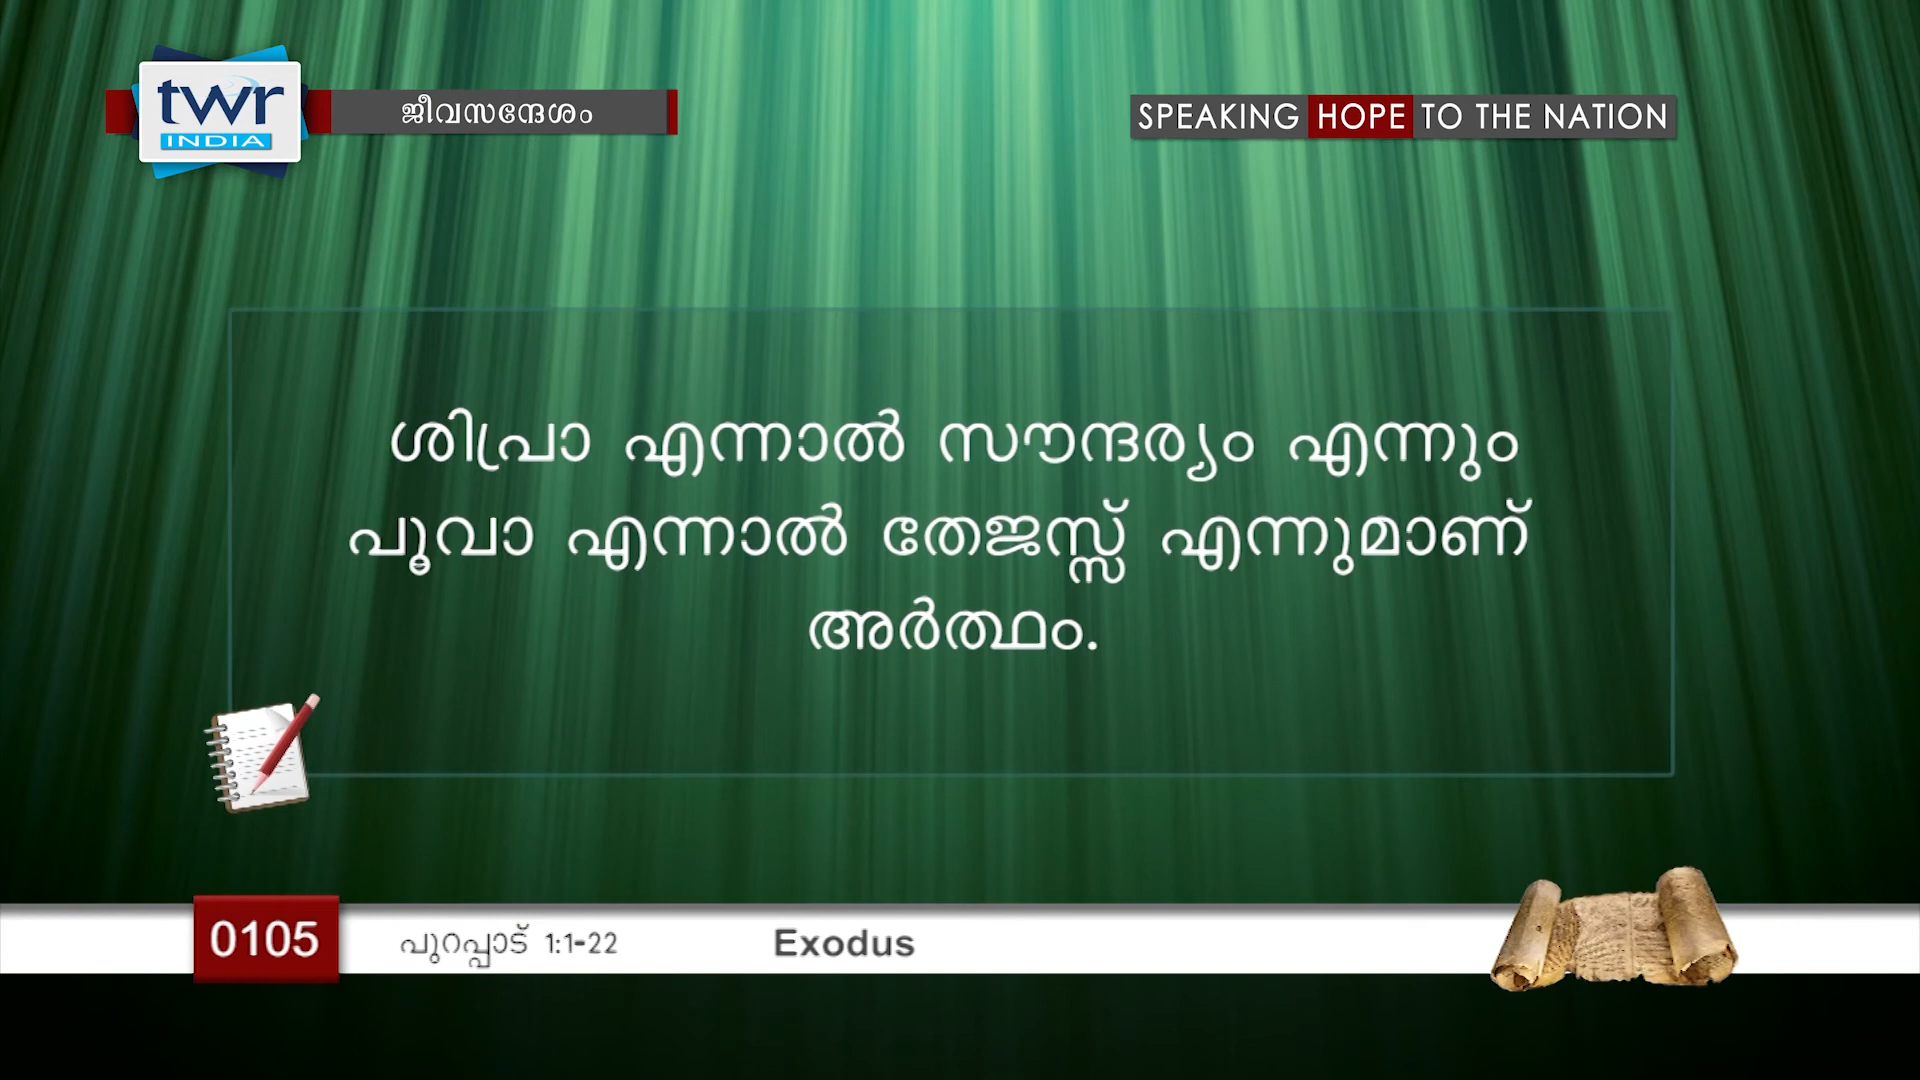 twr
INDIA
ജീവസന്ദേശം
SPEAKING HOPE TO THE NATION
ശിപ്രാ എന്നാൽ സൗന്ദര്യം എന്നും
പൂവാ എന്നാൽ തേജസ്സ് എന്നുമാണ്
അർത്ഥം.
0105 പുറപ്പാട് 1:1-22 Exodus